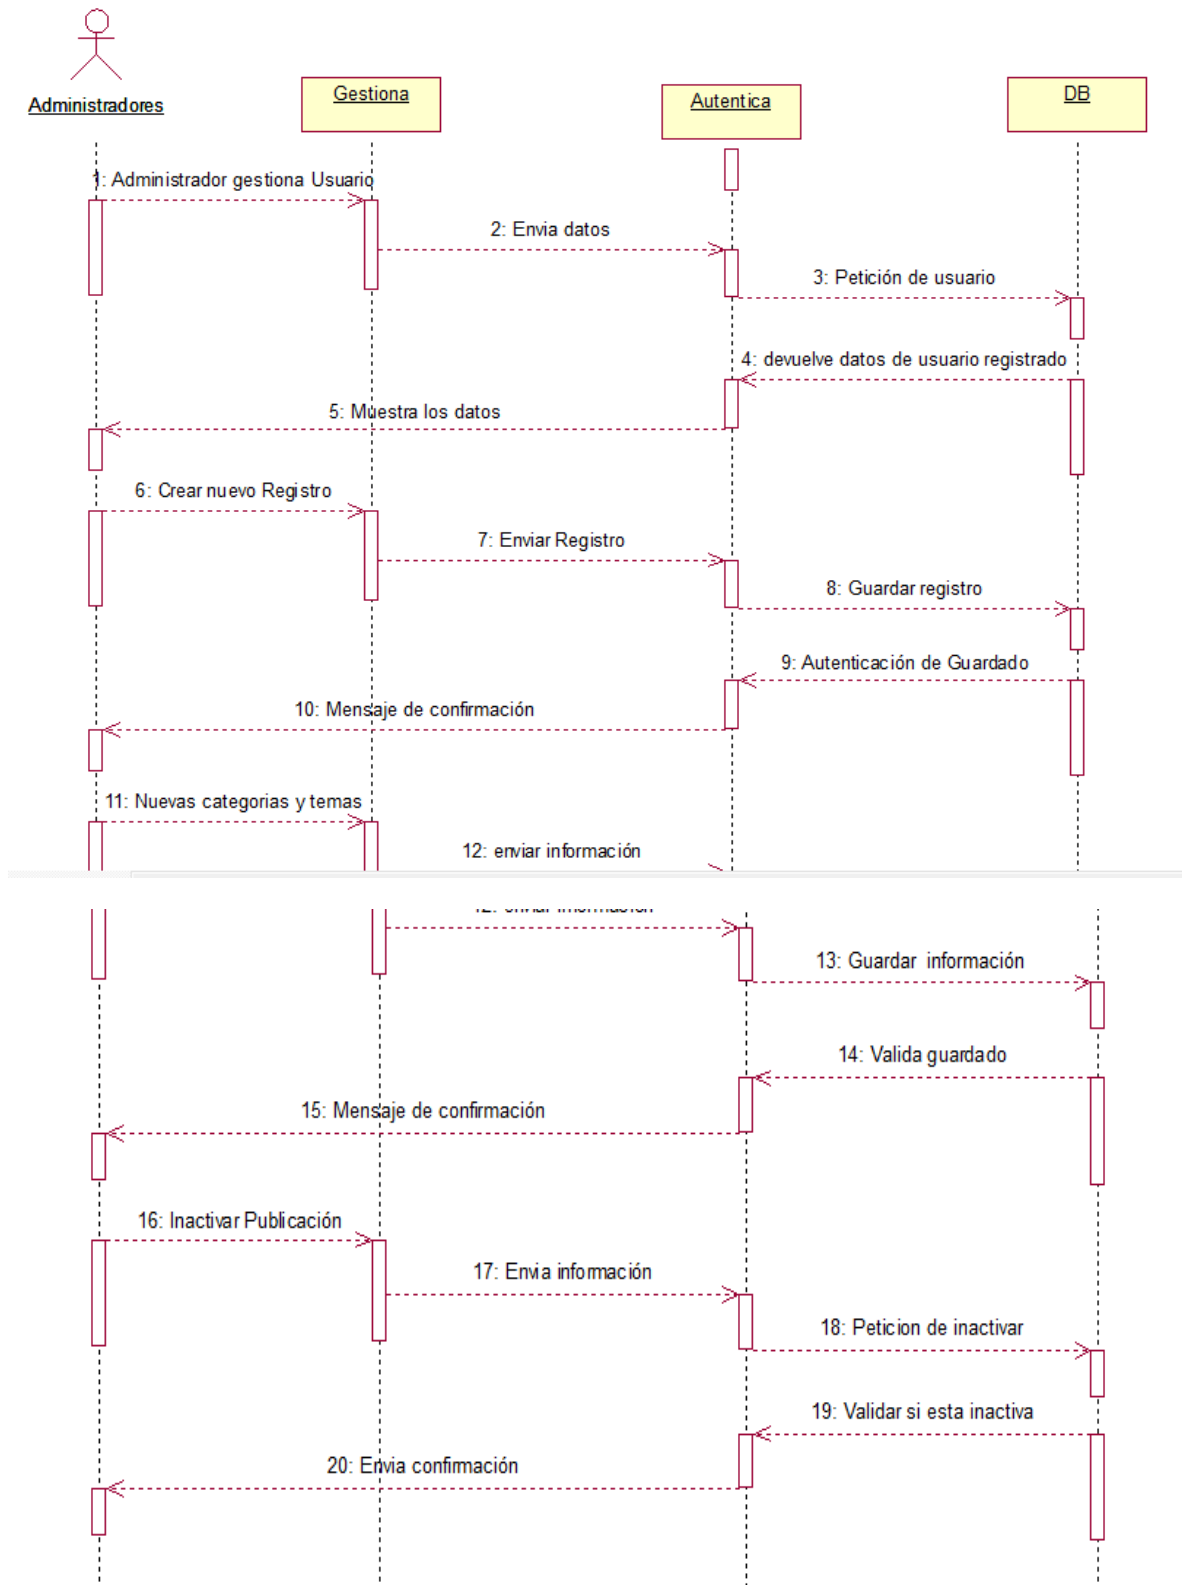 Administradores
Gestiona
Autentica
DB
1: Administrador gestiona Usuario
2: Envia datos
3: Petición de usuario
4: devuelve datos de usuario registrado
5: Muestra los datos
6: Crear nuevo Registro
7: Enviar Registro
8: Guardar registro
9: Autenticación de Guardado
10: Mensaje de confirmación
11: Nuevas categorias y temas
12: enviar información
12: enviar información
13: Guardar información
14: Valida guardado
15: Mensaje de confirmación
16: Inactivar Publicación
17: Envia información
18: Peticion de inactivar
19: Validar si esta inactiva
20: Envia confirmación